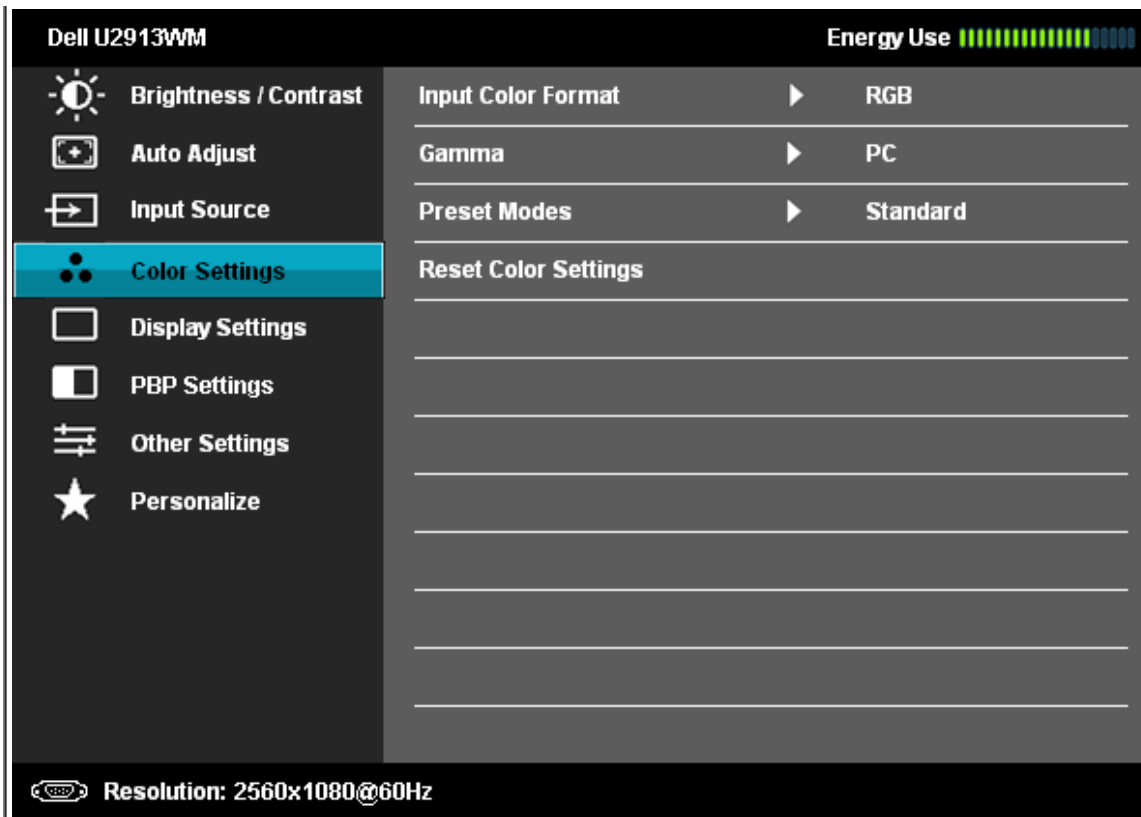 Dell U2913WM Energy Use
Brightness / Contrast Input Color Format RGB
Auto Adjust Gamma PC
Input Source Preset Modes Standard
Color Settings Reset Color Settings
Display Settings
PBP Settings
Other Settings
Personalize
Resolution: 2560x1080@60Hz